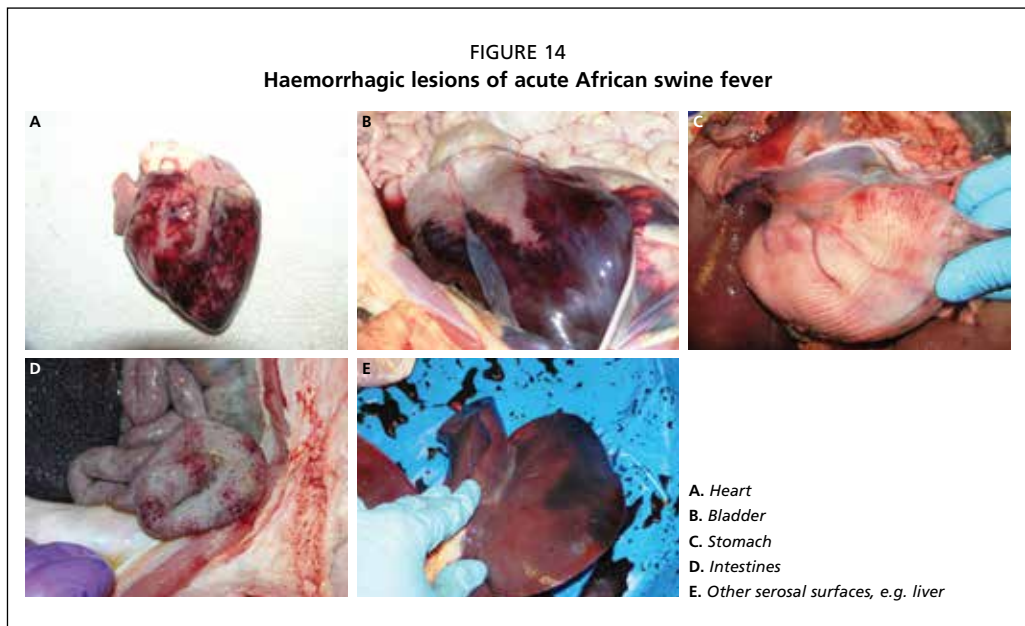 FIGURE 14
Haemorrhagic lesions of acute African swine fever
A
B
C
D
E
A. Heart
B. Bladder
C. Stomach
D. Intestines
E. Other serosal surfaces, e.g. liver